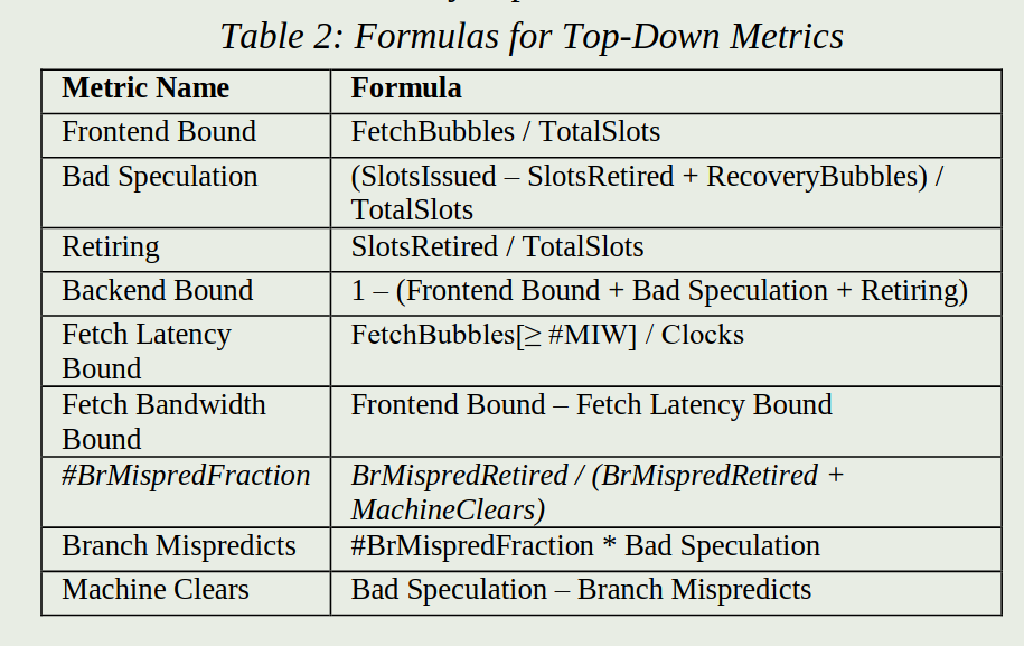 Table 2: Formulas for Top-Down Metrics
Metric Name
Formula
Frontend Bound
FetchBubbles / TotalSlots
Bad Speculation
(SlotsIssued – SlotsRetired + RecoveryBubbles) /
TotalSlots
Retiring
SlotsRetired / TotalSlots
Backend Bound
1 – (Frontend Bound + Bad Speculation + Retiring)
Fetch Latency
Bound
FetchBubbles[≥ #MIW] / Clocks
Fetch Bandwidth
Bound
Frontend Bound – Fetch Latency Bound
#BrMispredFraction
BrMispredRetired / (BrMispredRetired +
MachineClears)
Branch Mispredicts
#BrMispredFraction * Bad Speculation
Machine Clears
Bad Speculation – Branch Mispredicts